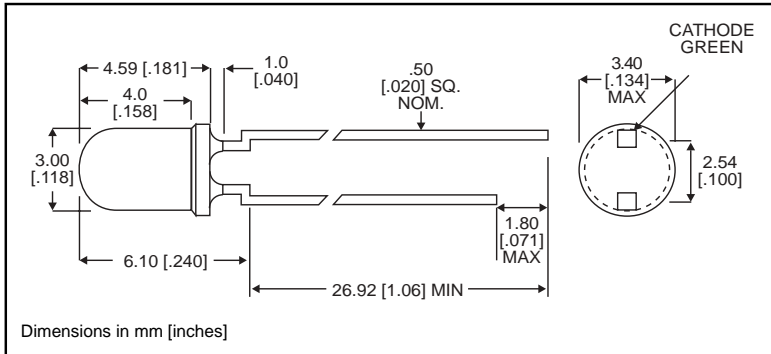 CATHODE
GREEN
4.59 [.181]
1.0
[.040]
.50
[.020] SQ.
NOM.
3.40
[.134]
MAX
4.0
[.158]
3.00
[.118]
2.54
[.100]
1.80
[.071]
MAX
6.10 [.240]
26.92 [1.06] MIN
Dimensions in mm [inches]